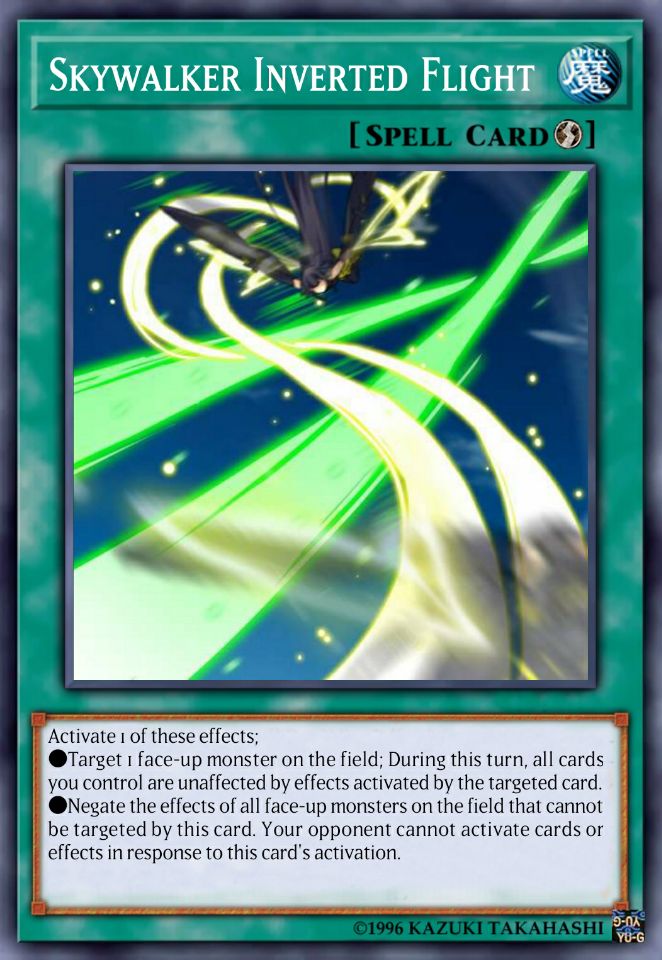 Skywalker Inverted Flight
SPELL
魔
[Spell Card]
Activate 1 of these effects;
●Target 1 face-up monster on the field; During this turn, all cards
you control are unaffected by effects activated by the targeted card.
●Negate the effects of all face-up monsters on the field that cannot
be targeted by this card. Your opponent cannot activate cards or
effects in response to this card's activation.
©1996 KAZUKI TAKAHASHI
YU-G
YU-G